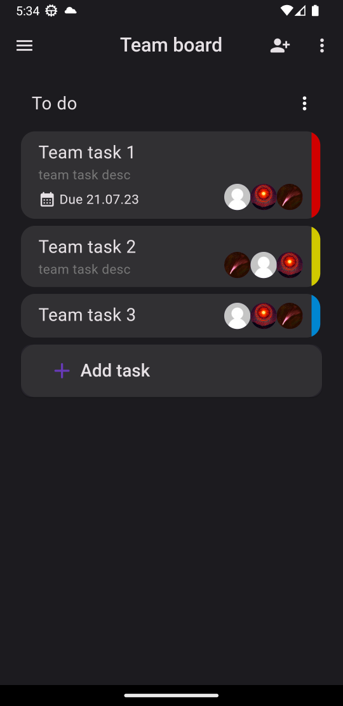 5:34
Team board
To do
Team task 1
team task desc
Due 21.07.23
Team task 2
team task desc
Team task 3
Add task